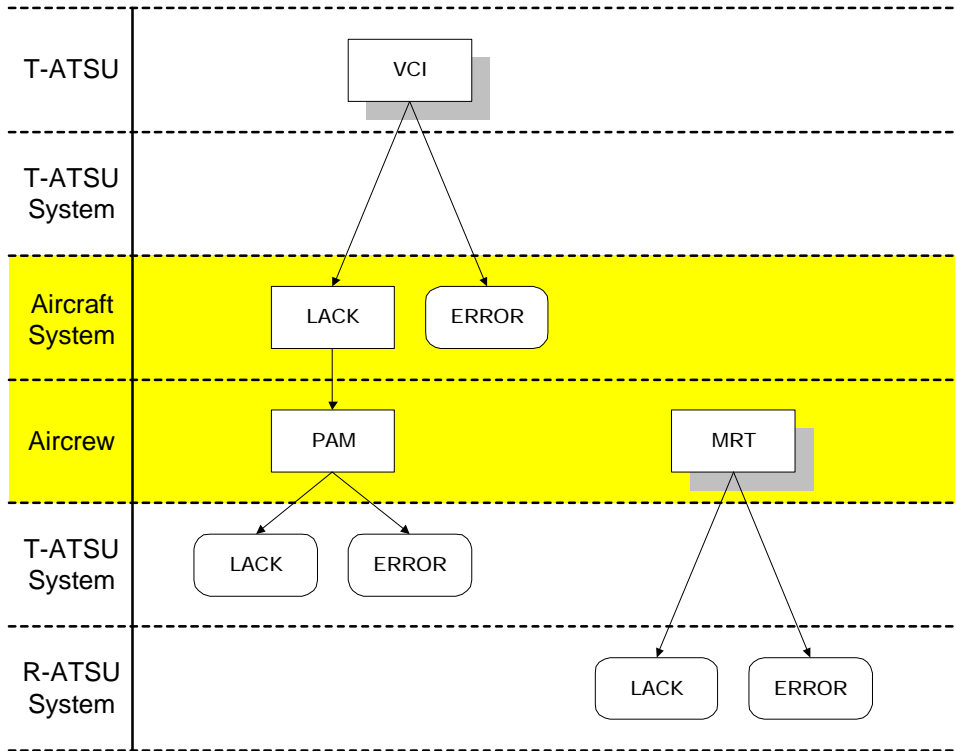 T-ATSU
VCI
T-ATSU
System
Aircraft
System
LACK
ERROR
Aircrew
PAM
MRT
T-ATSU
System
LACK
ERROR
R-ATSU
System
LACK
ERROR